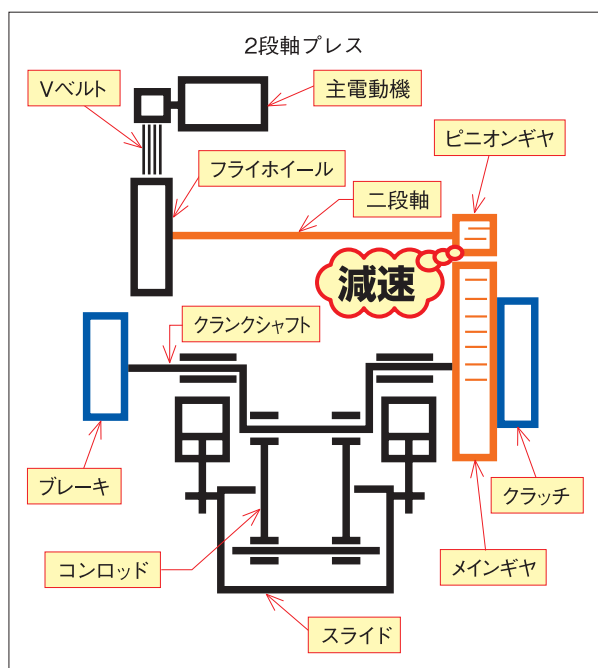 2段軸プレス
Vベルト
主電動機
ピニオンギヤ
フライホイール
二段軸
減速
クランクシャフト
ブレーキ
クラッチ
コンロッド
メインギヤ
スライド